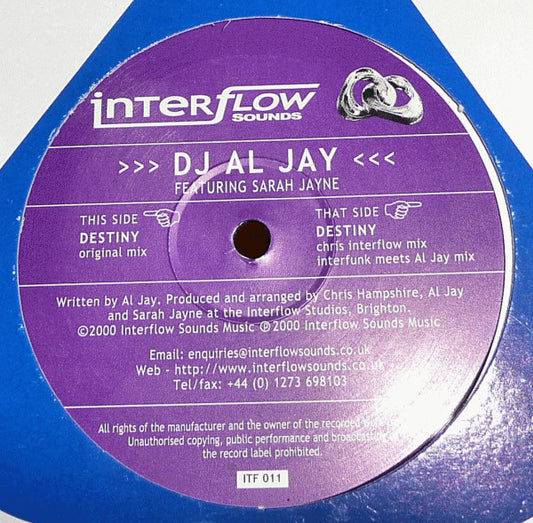 interflow
SOUNDS
>>> DJ AL JAY <<<
FEATURING SARAH JAYNE
THIS SIDE
DESTINY
original mix
THAT SIDE
DESTINY
chris interflow mix
interfunk meets Al Jay mix
Written by Al Jay. Produced and arranged by Chris Hampshire, Al Jay
and Sarah Jayne at the Interflow Studios, Brighton.
©2000 Interflow Sounds Music ℗2000 Interflow Sounds Music
Email: enquiries@interflowsounds.co.uk
Web - http://www.interflowsounds.co.uk
Tel/fax: +44 (0) 1273 698103
All rights of the manufacturer and the owner of the recorded
Unauthorised copying, public performance and broadcasting
the record label prohibited.
ITF 011